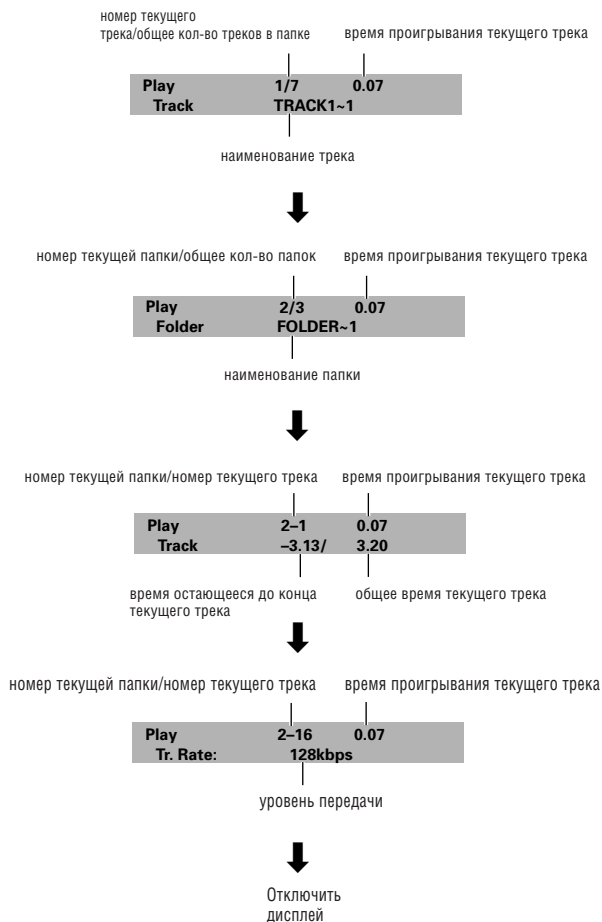 номер текущего
трека/общее кол-во треков в папке время проигрывания текущего трека
Play 1/7 0.07
Track TRACK1~1
наименование трека
номер текущей папки/общее кол-во папок время проигрывания текущего трека
Play 2/3 0.07
Folder FOLDER~1
наименование папки
номер текущей папки/номер текущего трека время проигрывания текущего трека
Play 2–1 0.07
Track –3.13/ 3.20
время остающееся до конца
текущего трека
общее время текущего трека
номер текущей папки/номер текущего трека время проигрывания текущего трека
Play 2–16 0.07
Tr. Rate: 128kbps
уровень передачи
Отключить
дисплей